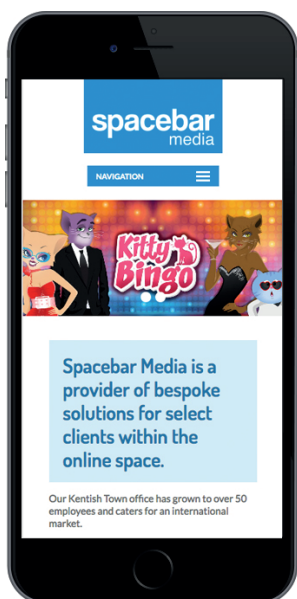 spacebar
media
NAVIGATION
Kitty
Bingo
Spacebar Media is a
provider of bespoke
solutions for select
clients within the
online space.
Our Kentish Town office has grown to over 50
employees and caters for an international
market.